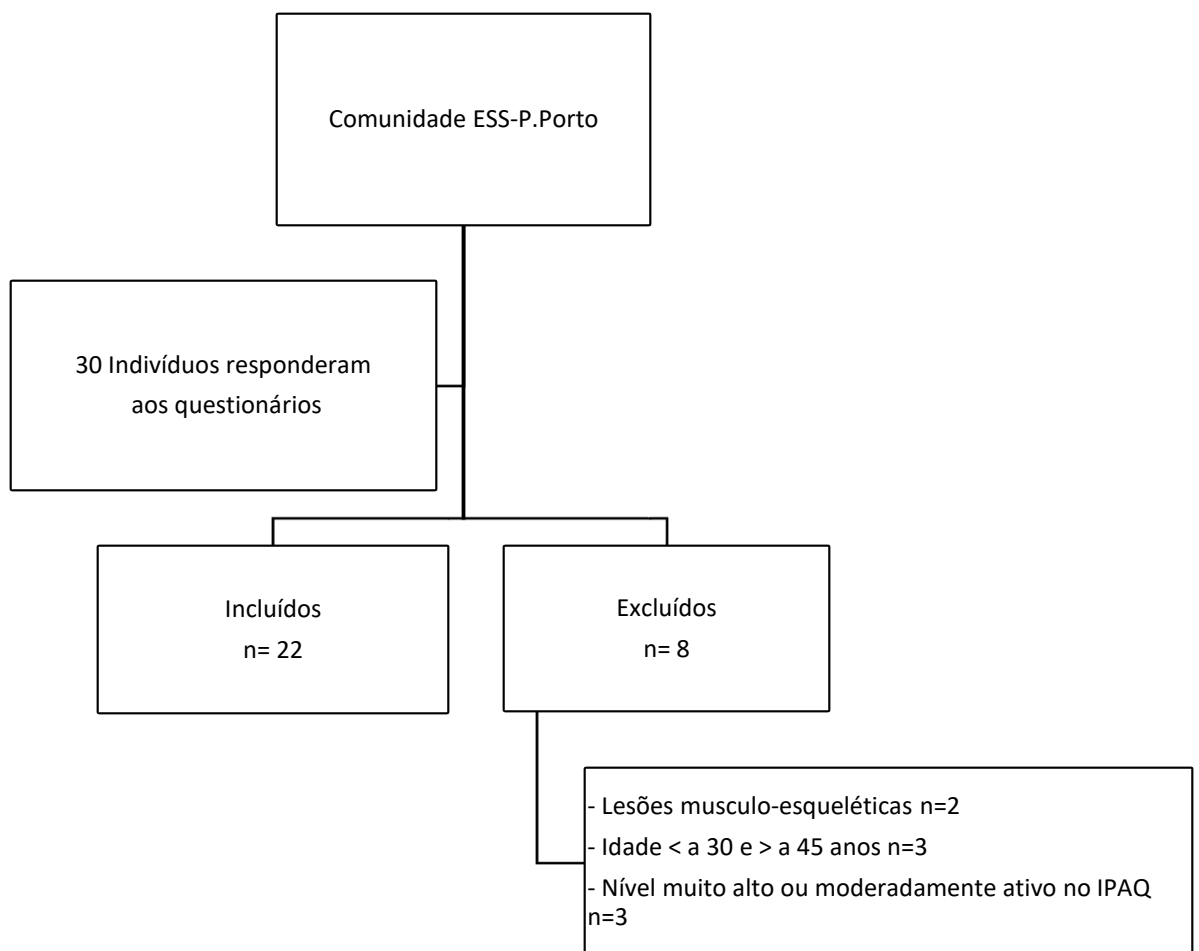 Comunidade ESS-P.Porto
30 Indivíduos responderam
aos questionários
Incluídos
n= 22
Excluídos
n= 8
- Lesões musculo-esqueléticas n=2
- Idade < a 30 e > a 45 anos n=3
- Nível muito alto ou moderadamente ativo no IPAQ
n=3